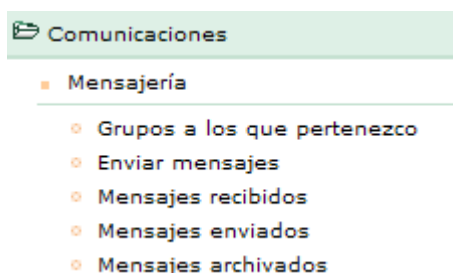 Comunicaciones
Mensajería
Grupos a los que pertenezco
Enviar mensajes
Mensajes recibidos
Mensajes enviados
Mensajes archivados